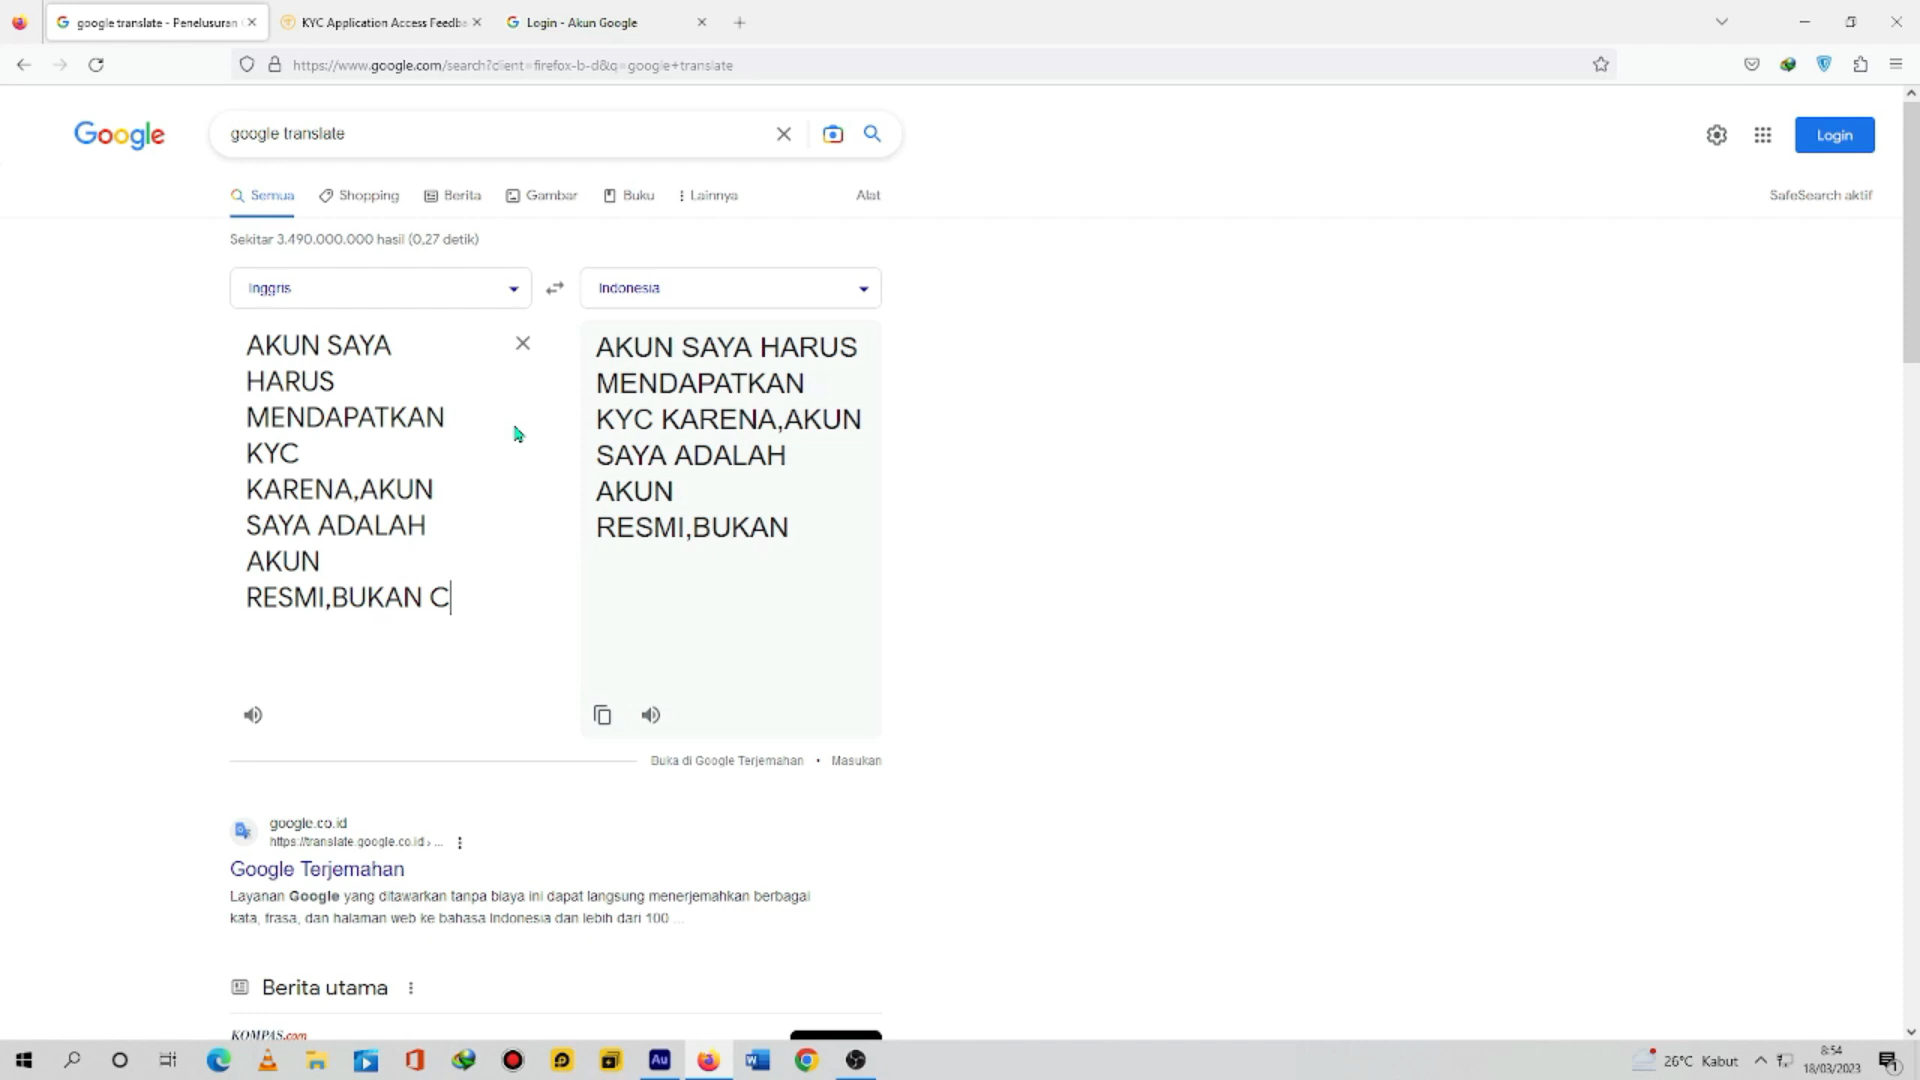 google translate - Penelusuran
KYC Application Access Feedba
Login - Akun Google
https://www.google.com/search?client=firefox-b-d&q=google+translate
Google
google translate
Login
Semua
Shopping
Berita
Gambar
Buku
Lainnya
Alat
SafeSearch aktif
Sekitar 3.490.000.000 hasil (0,27 detik)
Inggris
Indonesia
AKUN SAYA
HARUS
MENDAPATKAN
KYC
KARENA,AKUN
SAYA ADALAH
AKUN
RESMI,BUKAN C
AKUN SAYA HARUS
MENDAPATKAN
KYC KARENA,AKUN
SAYA ADALAH
AKUN
RESMI,BUKAN
Buka di Google Terjemahan • Masukan
google.co.id
https://translate.google.co.id › ...
Google Terjemahan
Layanan Google yang ditawarkan tanpa biaya ini dapat langsung menerjemahkan berbagai
kata, frasa, dan halaman web ke bahasa Indonesia dan lebih dari 100 ...
Berita utama
KOMPAS.com
Au
26°C Kabut
8:54
18/03/2023
1